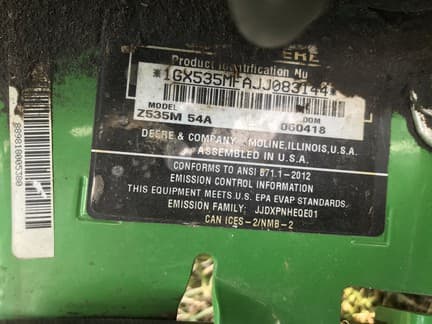 Product Identification Nu
*1GX535MFAJJ083144*
MODEL
DOM
Z535M 54A
060418
DEERE & COMPANY MOLINE, ILLINOIS, U.S.A.
ASSEMBLED IN U.S.A.
CONFORMS TO ANSI B71.1-2012
EMISSION CONTROL INFORMATION
THIS EQUIPMENT MEETS U.S. EPA EVAP STANDARDS.
EMISSION FAMILY: JJDXPNHEQE01
CAN ICES-2/NMB-2